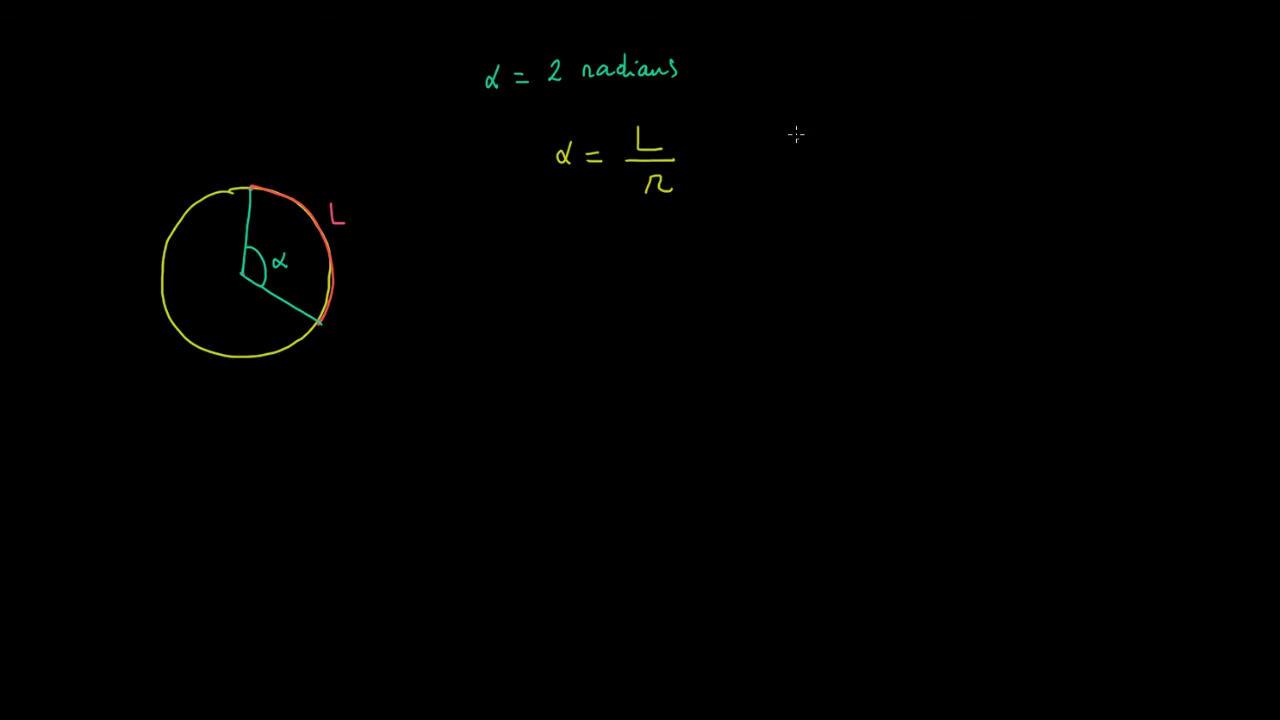 α = 2 radians
α = L / r
L
α